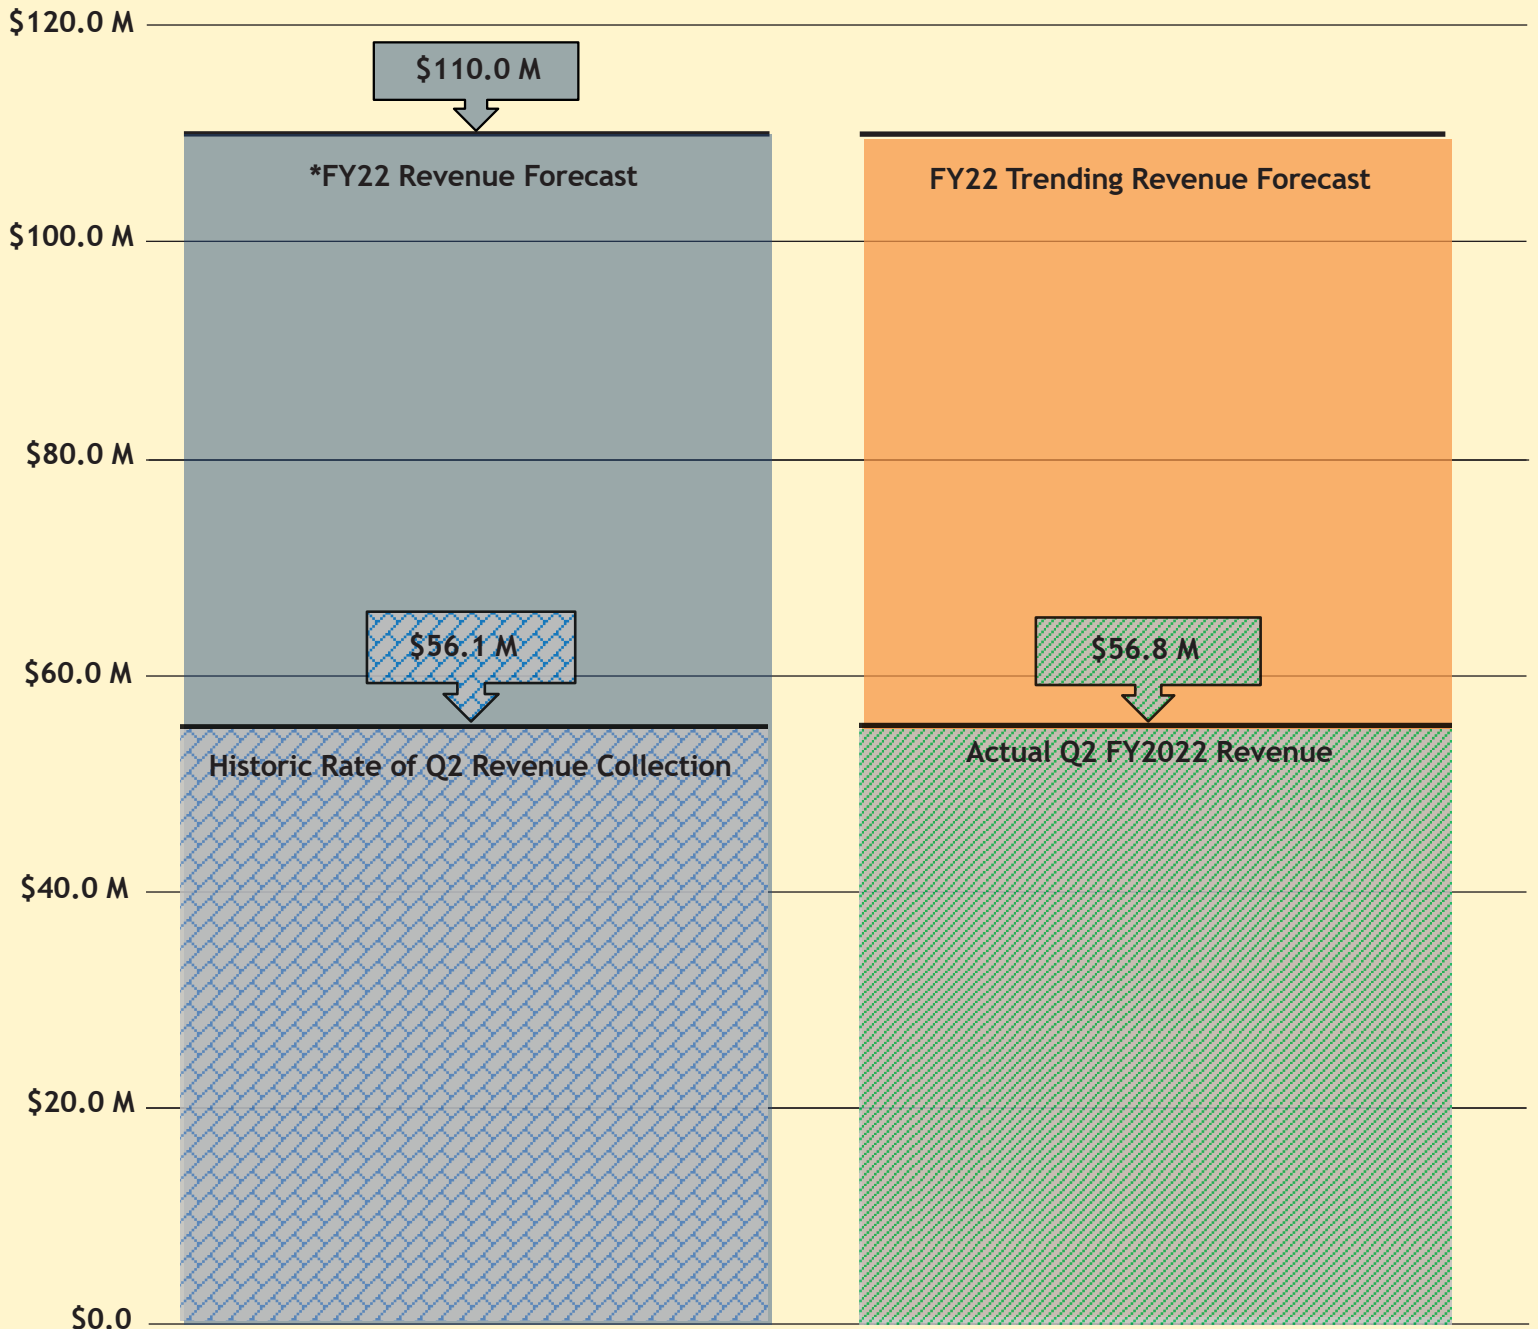 $120.0 M
$110.0 M
*FY22 Revenue Forecast
FY22 Trending Revenue Forecast
$100.0 M
$80.0 M
$60.0 M
$56.1 M
$56.8 M
Historic Rate of Q2 Revenue Collection
Actual Q2 FY2022 Revenue
$40.0 M
$20.0 M
$0.0